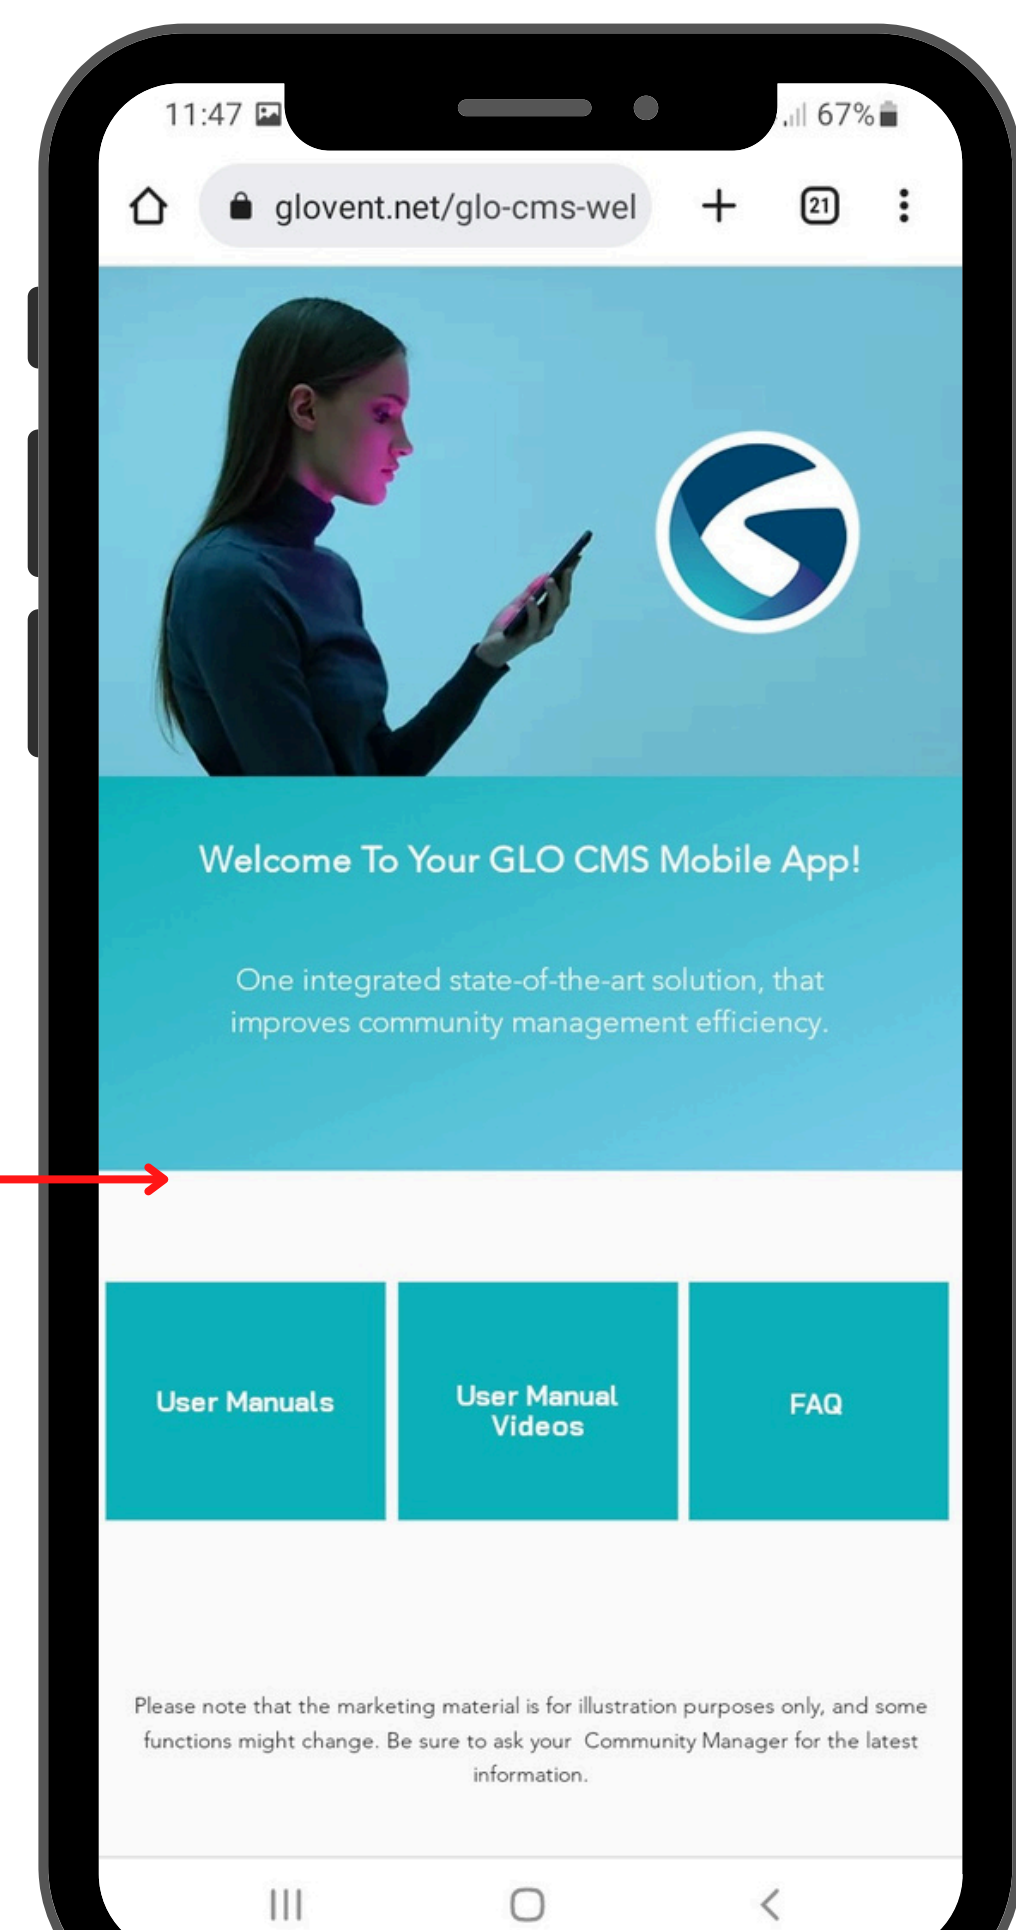 11:47
67%
glovent.net/glo-cms-wel
21
Welcome To Your GLO CMS Mobile App!
One integrated state-of-the-art solution, that
improves community management efficiency.
User Manuals
User Manual
Videos
FAQ
Please note that the marketing material is for illustration purposes only, and some
functions might change. Be sure to ask your Community Manager for the latest
information.